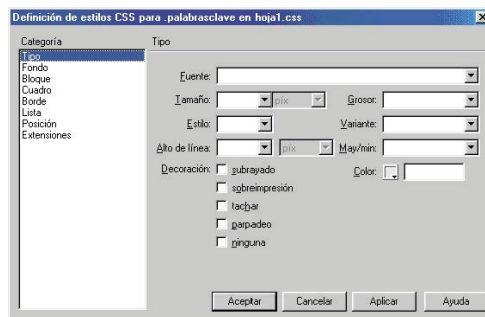 Definición de estilos CSS para .palabrasclave en hoja1.css
Categoría
Tipo
Fondo
Bloque
Cuadro
Borde
Lista
Posición
Extensiones
Tipo
Fuente:
Tamaño: pix Grosor:
Estilo: Variante:
Alto de línea: pix May/min:
Decoración: subrayado Color:
sobreimpresión
tachar
parpadeo
ninguna
Aceptar Cancelar Aplicar Ayuda